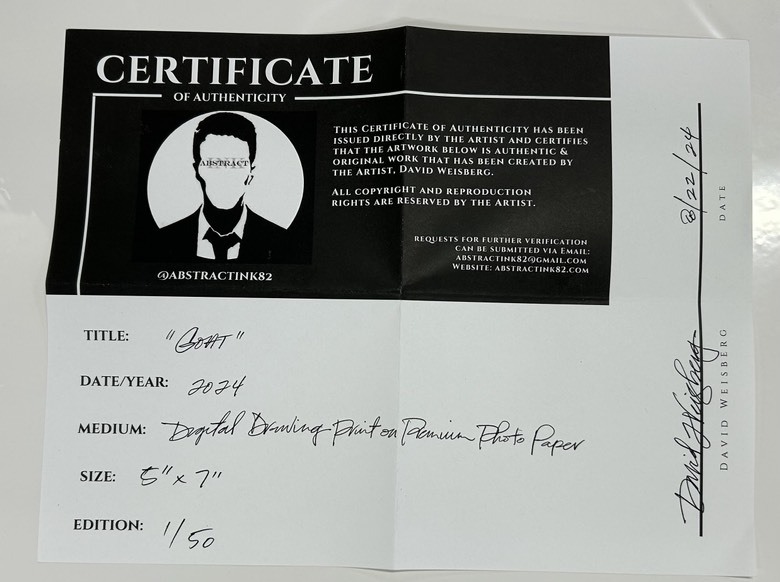 CERTIFICATE
OF AUTHENTICITY
ABSTRACT
INK
@ABSTRACTINK82
THIS CERTIFICATE OF AUTHENTICITY HAS BEEN
ISSUED DIRECTLY BY THE ARTIST AND CERTIFIES
THAT THE ARTWORK BELOW IS AUTHENTIC &
ORIGINAL WORK THAT HAS BEEN CREATED BY
THE ARTIST, DAVID WEISBERG.
ALL COPYRIGHT AND REPRODUCTION
RIGHTS ARE RESERVED BY THE ARTIST.
REQUESTS FOR FURTHER VERIFICATION
CAN BE SUBMITTED VIA EMAIL:
ABSTRACTINK82@GMAIL.COM
WEBSITE: ABSTRACTINK82.COM
TITLE: "GOAT"
DATE/YEAR: 2024
MEDIUM: Digital Drawing Print on Premium Photo Paper
SIZE: 5" x 7"
EDITION: 1/50
David Weisberg 8/22/24
DAVID WEISBERG DATE